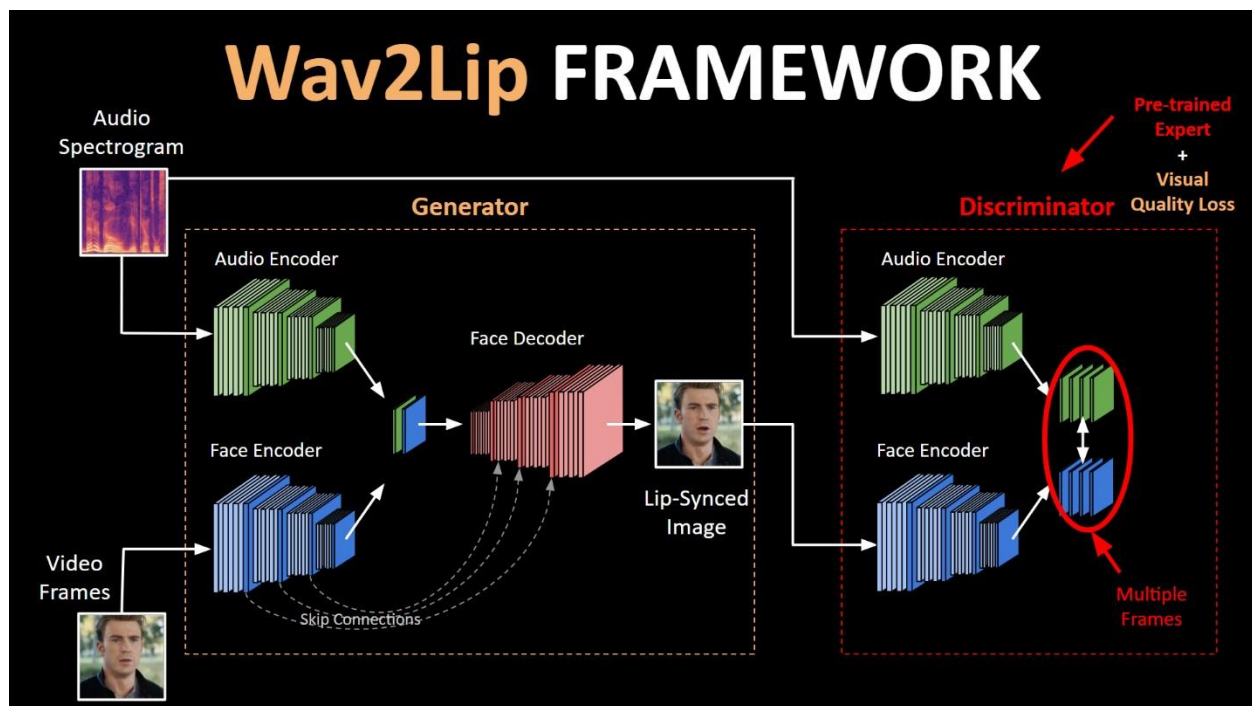 Wav2Lip FRAMEWORK
Audio
Spectrogram
Pre-trained
Expert
+
Visual
Quality Loss
Generator
Discriminator
Audio Encoder
Audio Encoder
Face Decoder
Face Encoder
Face Encoder
Lip-Synced
Image
Video
Frames
Skip Connections
Multiple
Frames